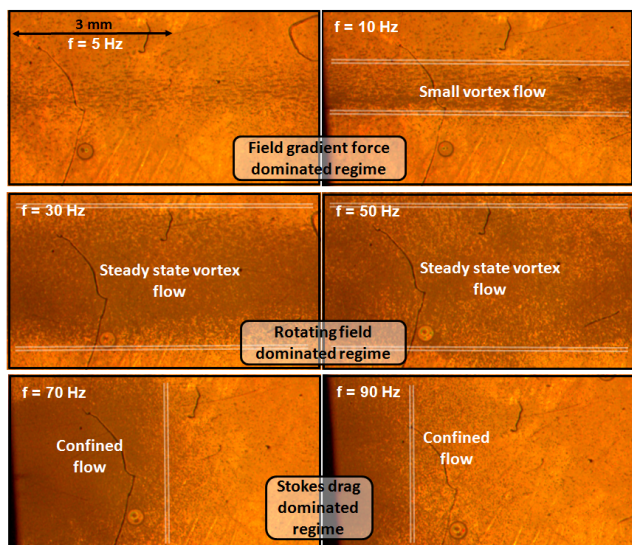 3 mm
f = 5 Hz
f = 10 Hz
Small vortex flow
Field gradient force
dominated regime
f = 30 Hz
Steady state vortex
flow
f = 50 Hz
Steady state vortex
flow
Rotating field
dominated regime
f = 70 Hz
Confined
flow
f = 90 Hz
Confined
flow
Stokes drag
dominated
regime